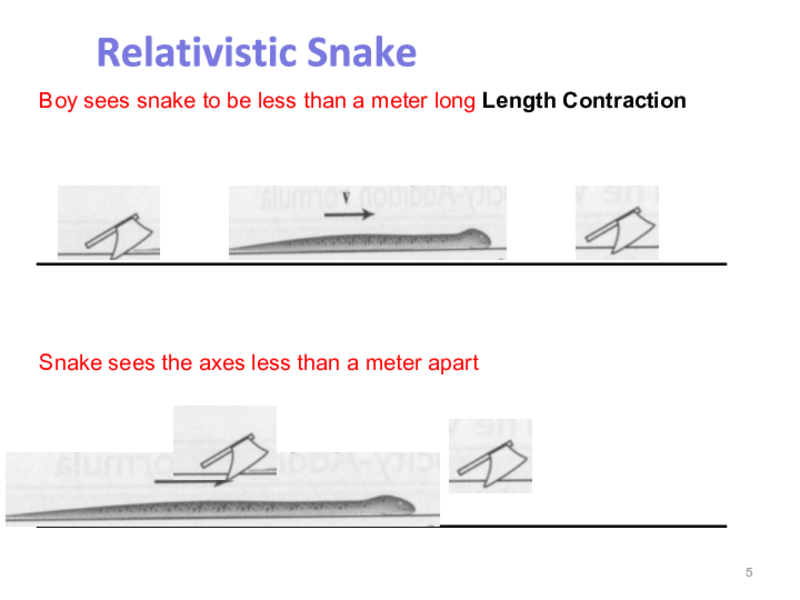 Relativistic Snake
Boy sees snake to be less than a meter long Length Contraction
v
Snake sees the axes less than a meter apart
5